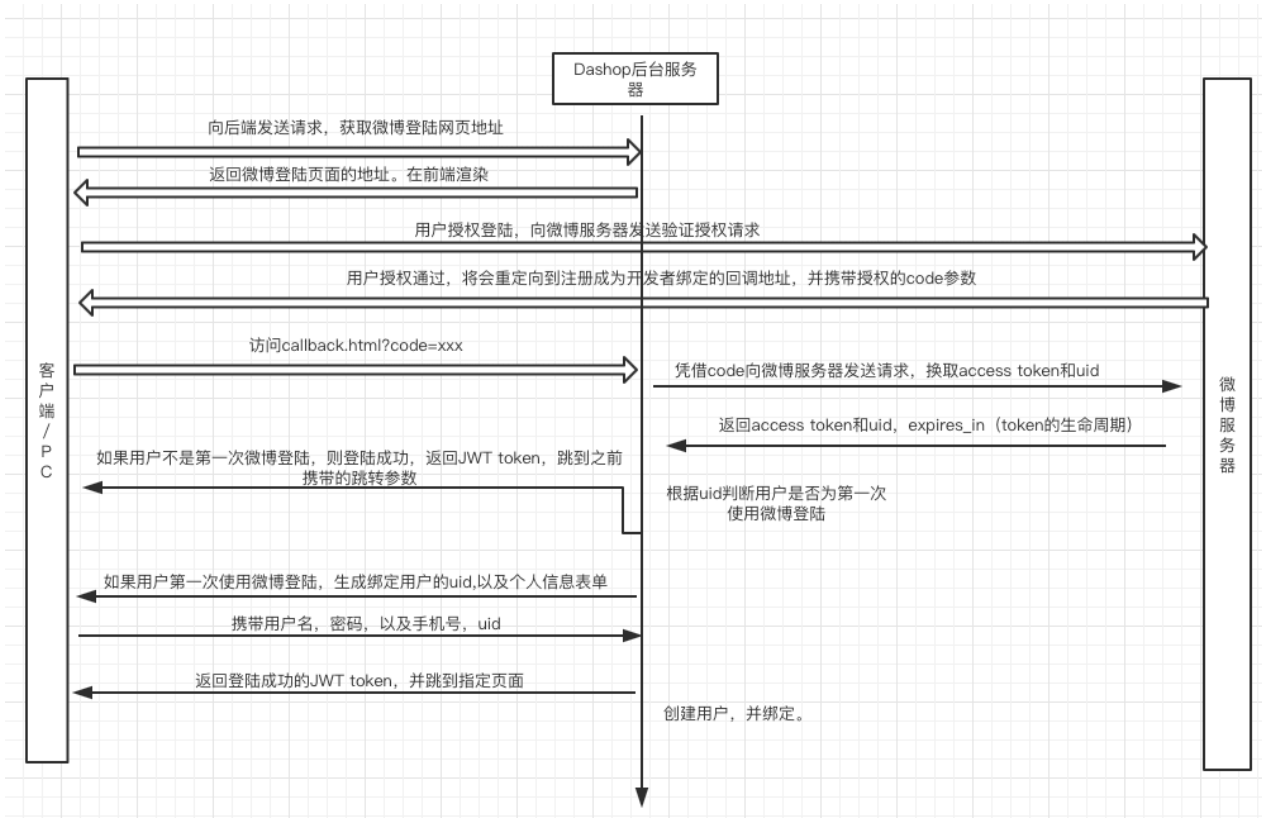 Dashop后台服务
器
向后端发送请求，获取微博登陆网页地址
返回微博登陆页面的地址。在前端渲染
用户授权登陆，向微博服务器发送验证授权请求
用户授权通过，将会重定向到注册成为开发者绑定的回调地址，并携带授权的code参数
访问callback.html?code=xxx
客户端/PC
凭借code向微博服务器发送请求，换取access token和uid
微博服务器
返回access token和uid，expires_in（token的生命周期）
如果用户不是第一次微博登陆，则登陆成功，返回JWT token，跳到之前
携带的跳转参数
根据uid判断用户是否为第一次
使用微博登陆
如果用户第一次使用微博登陆，生成绑定用户的uid,以及个人信息表单
携带用户名，密码，以及手机号，uid
返回登陆成功的JWT token，并跳到指定页面
创建用户，并绑定。